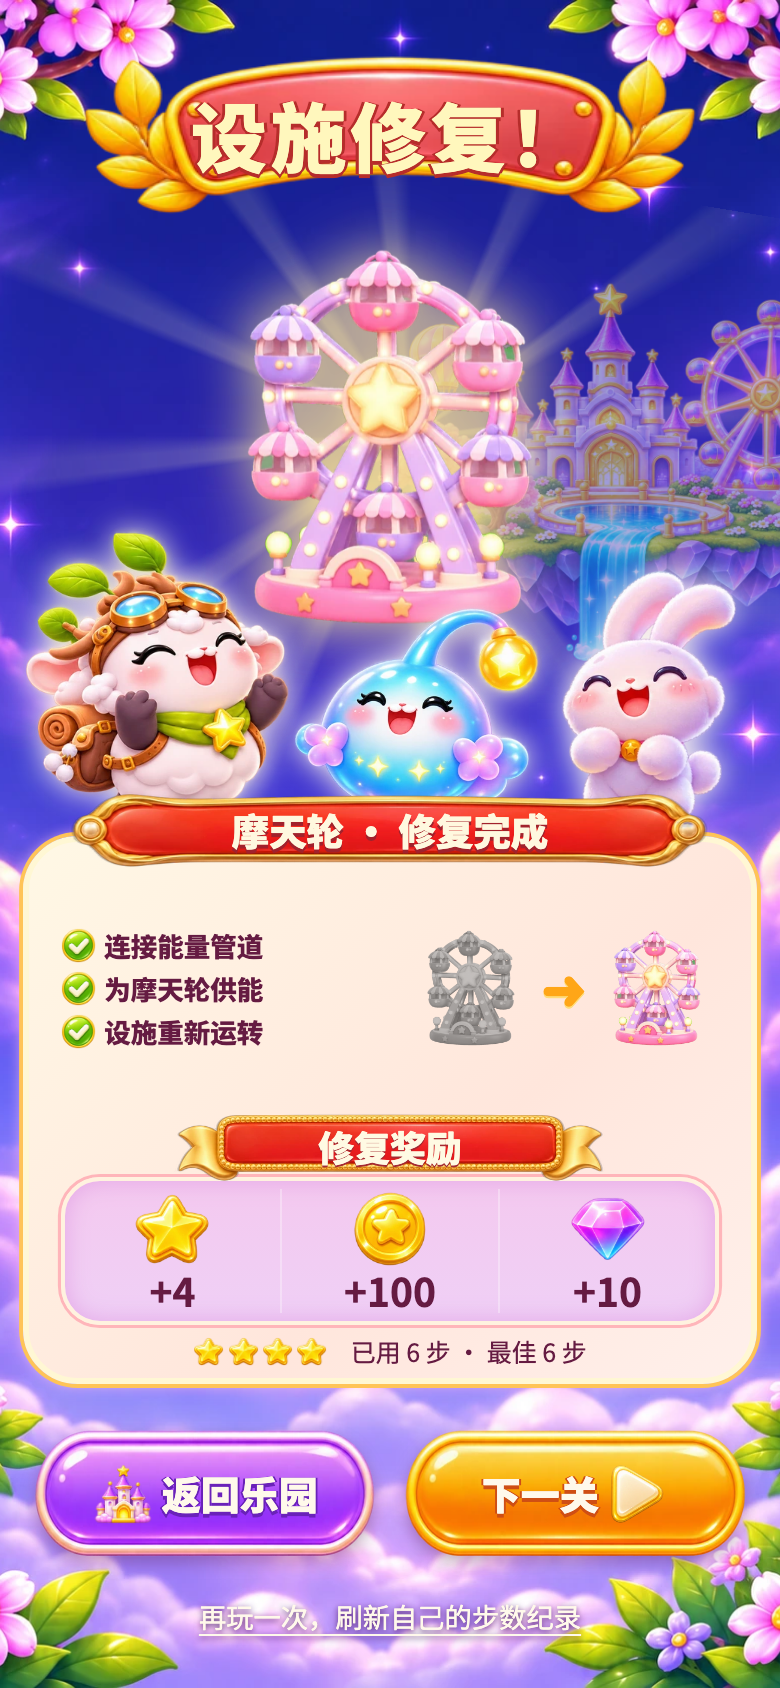 设施修复！
摩天轮 · 修复完成
连接能量管道
为摩天轮供能
设施重新运转
修复奖励
+4
+100
+10
已用 6 步 · 最佳 6 步
返回乐园
下一关
再玩一次，刷新自己的步数纪录